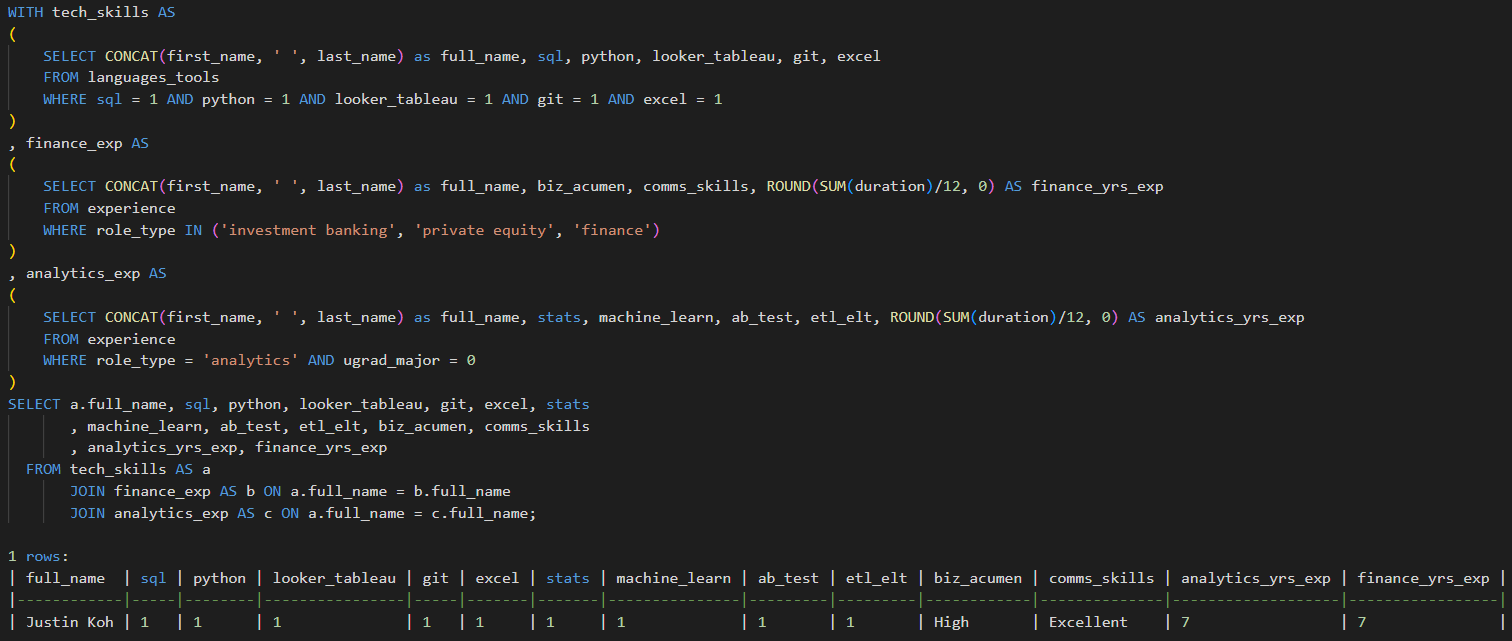 WITH tech_skills AS
(
SELECT CONCAT(first_name, ' ', last_name) as full_name, sql, python, looker_tableau, git, excel
FROM languages_tools
WHERE sql = 1 AND python = 1 AND looker_tableau = 1 AND git = 1 AND excel = 1
)
, finance_exp AS
(
SELECT CONCAT(first_name, ' ', last_name) as full_name, biz_acumen, comms_skills, ROUND(SUM(duration)/12, 0) AS finance_yrs_exp
FROM experience
WHERE role_type IN ('investment banking', 'private equity', 'finance')
)
, analytics_exp AS
(
SELECT CONCAT(first_name, ' ', last_name) as full_name, stats, machine_learn, ab_test, etl_elt, ROUND(SUM(duration)/12, 0) AS analytics_yrs_exp
FROM experience
WHERE role_type = 'analytics' AND ugrad_major = 0
)
SELECT a.full_name, sql, python, looker_tableau, git, excel, stats
, machine_learn, ab_test, etl_elt, biz_acumen, comms_skills
, analytics_yrs_exp, finance_yrs_exp
FROM tech_skills AS a
JOIN finance_exp AS b ON a.full_name = b.full_name
JOIN analytics_exp AS c ON a.full_name = c.full_name;
1 rows:
| full_name | sql | python | looker_tableau | git | excel | stats | machine_learn | ab_test | etl_elt | biz_acumen | comms_skills | analytics_yrs_exp | finance_yrs_exp |
|------------|-----|--------|----------------|-----|-------|-------|---------------|---------|---------|------------|--------------|-------------------|-----------------|
| Justin Koh | 1 | 1 | 1 | 1 | 1 | 1 | 1 | 1 | 1 | High | Excellent | 7 | 7 |